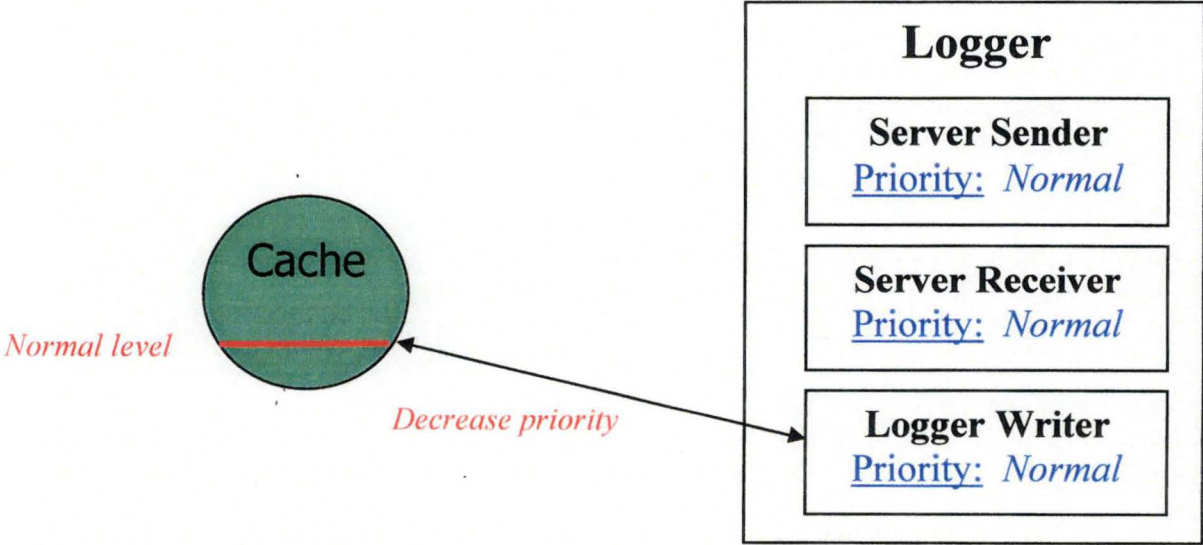 Logger
Server Sender
Priority: Normal
Cache
Server Receiver
Priority: Normal
Normal level
Decrease priority
Logger Writer
Priority: Normal